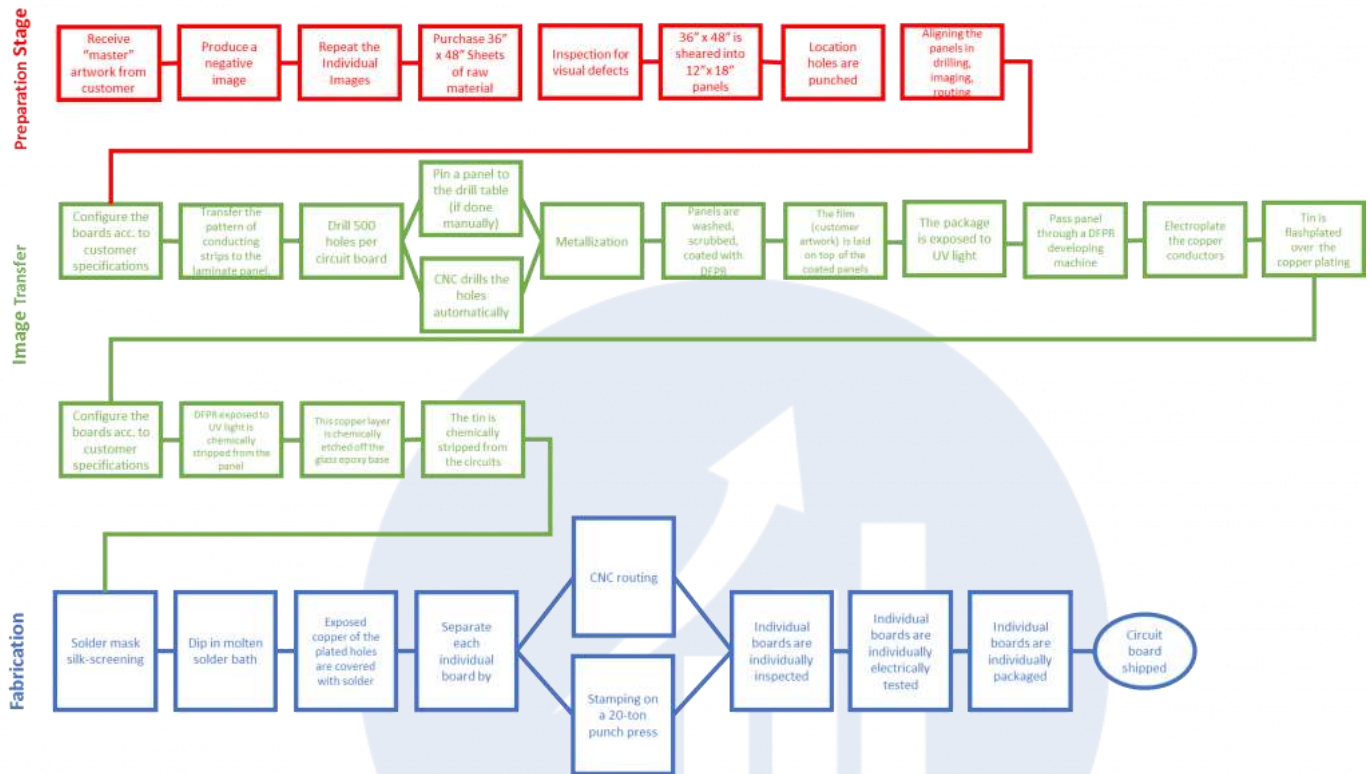 Preparation Stage
Receive
"master"
artwork from
customer
Produce a
negative
image
Repeat the
Individual
Images
Purchase 36"
x 48" Sheets
of raw
material
Inspection for
visual defects
36" x 48" is
sheared into
12"x 18"
panels
Location
holes are
punched
Aligning the
panels in
drilling,
imaging,
routing
Image Transfer
Configure the
boards acc. to
customer
specifications
Transfer the
pattern of
conducting
strips to the
laminate panel.
Drill 500
holes per
circuit board
Pin a panel to
the drill table
(if done
manually)
CNC drills the
holes
automatically
Metallization
Panels are
washed,
scrubbed,
coated with
DFPR
The film
(customer
artwork) is laid
on top of the
coated panels
The package
is exposed to
UV light
Pass panel
through a DFPR
developing
machine
Electroplate
the copper
conductors
Tin is
flashplated
over the
copper plating
Configure the
boards acc. to
customer
specifications
DFPR exposed to
UV light is
chemically
stripped from the
panel
This copper layer
is chemically
etched off the
glass epoxy base
The tin is
chemically
stripped from
the circuits
Fabrication
Solder mask
silk-screening
Dip in molten
solder bath
Exposed
copper of the
plated holes
are covered
with solder
Separate
each
individual
board by
CNC routing
Stamping on
a 20-ton
punch press
Individual
boards are
individually
inspected
Individual
boards are
individually
electrically
tested
Individual
boards are
individually
packaged
Circuit
board
shipped